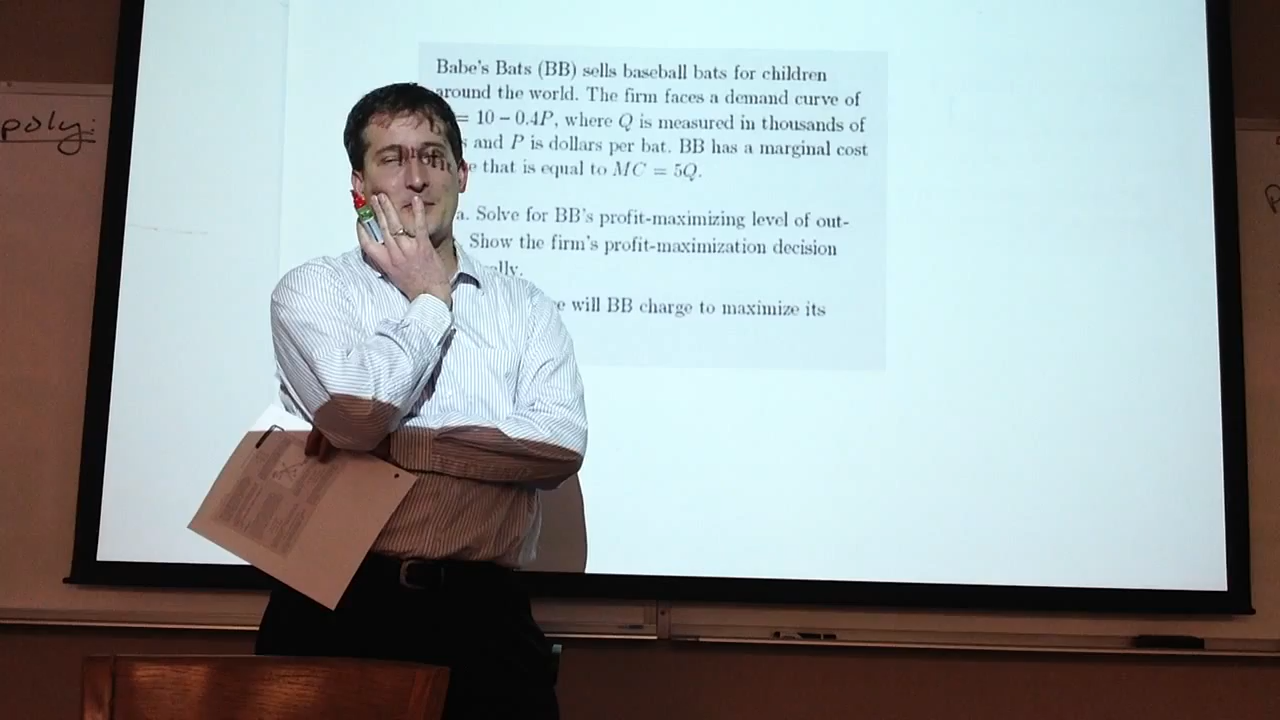 poly:
Babe's Bats (BB) sells baseball bats for children
around the world. The firm faces a demand curve of
= 10 − 0.4P, where Q is measured in thousands of
and P is dollars per bat. BB has a marginal cost
that is equal to MC = 5Q.
a. Solve for BB's profit-maximizing level of out-
Show the firm's profit-maximization decision
ally.
will BB charge to maximize its